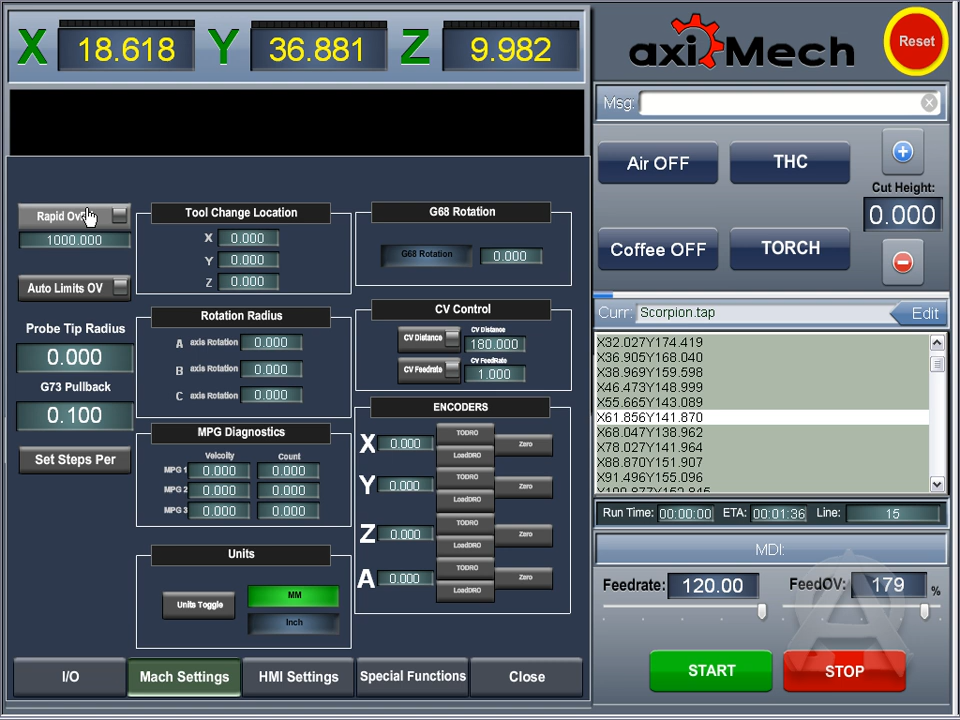 X 18.618 Y 36.881 Z 9.982
axiMech
Reset
Msg:
Air OFF THC
Cut Height:
0.000
Coffee OFF TORCH
Curr: Scorpion.tap Edit
X32.027Y174.419
X36.905Y168.040
X38.969Y159.598
X46.473Y148.999
X55.665Y143.089
X61.856Y141.870
X68.047Y138.962
X78.027Y141.964
X88.870Y151.907
X91.496Y155.096
Run Time: 00:00:00 ETA: 00:01:36 Line: 15
MDI:
Feedrate: 120.00 FeedOV: 179 %
START STOP
Rapid
1000.000
Auto Limits OV
Probe Tip Radius
0.000
G73 Pullback
0.100
Set Steps Per
Tool Change Location
X 0.000
Y 0.000
Z 0.000
Rotation Radius
A axis Rotation 0.000
B axis Rotation 0.000
C axis Rotation 0.000
MPG Diagnostics
Velcoity Count
MPG 1 0.000 0.000
MPG 2 0.000 0.000
MPG 3 0.000 0.000
Units
Units Toggle MM
Inch
G68 Rotation
G68 Rotation 0.000
CV Control
CV Distance CV Distance
180.000
CV Feedrate CV FeedRate
1.000
ENCODERS
X 0.000 TODRO Zero
LoadDRO
Y 0.000 TODRO Zero
LoadDRO
Z 0.000 TODRO Zero
LoadDRO
A 0.000 TODRO Zero
LoadDRO
I/O Mach Settings HMI Settings Special Functions Close